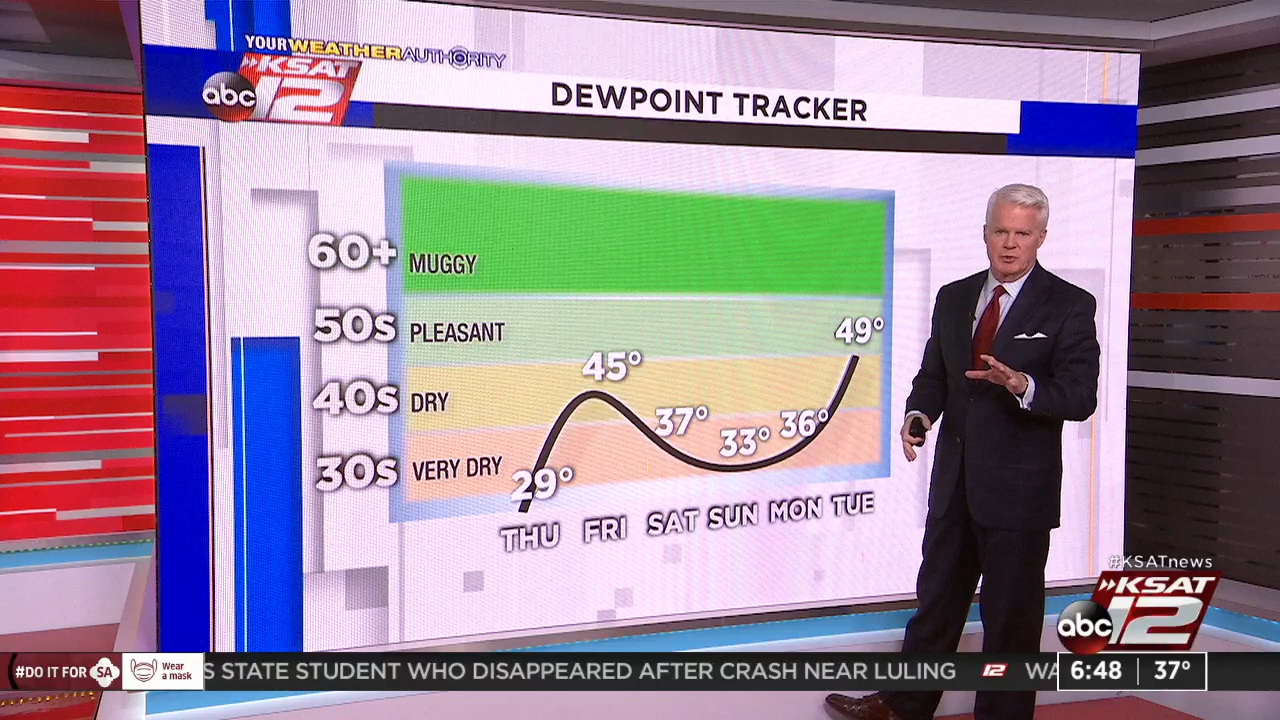 YOUR WEATHER AUTHORITY
KSAT
abc 12
DEWPOINT TRACKER
60+ MUGGY
50s PLEASANT
49°
45°
40s DRY
37°
36°
33°
30s VERY DRY
29°
THU FRI SAT SUN MON TUE
#KSATnews
KSAT
abc 12
#DO IT FOR SA
Wear
a mask
S STATE STUDENT WHO DISAPPEARED AFTER CRASH NEAR LULING 12 WA
6:48 37°